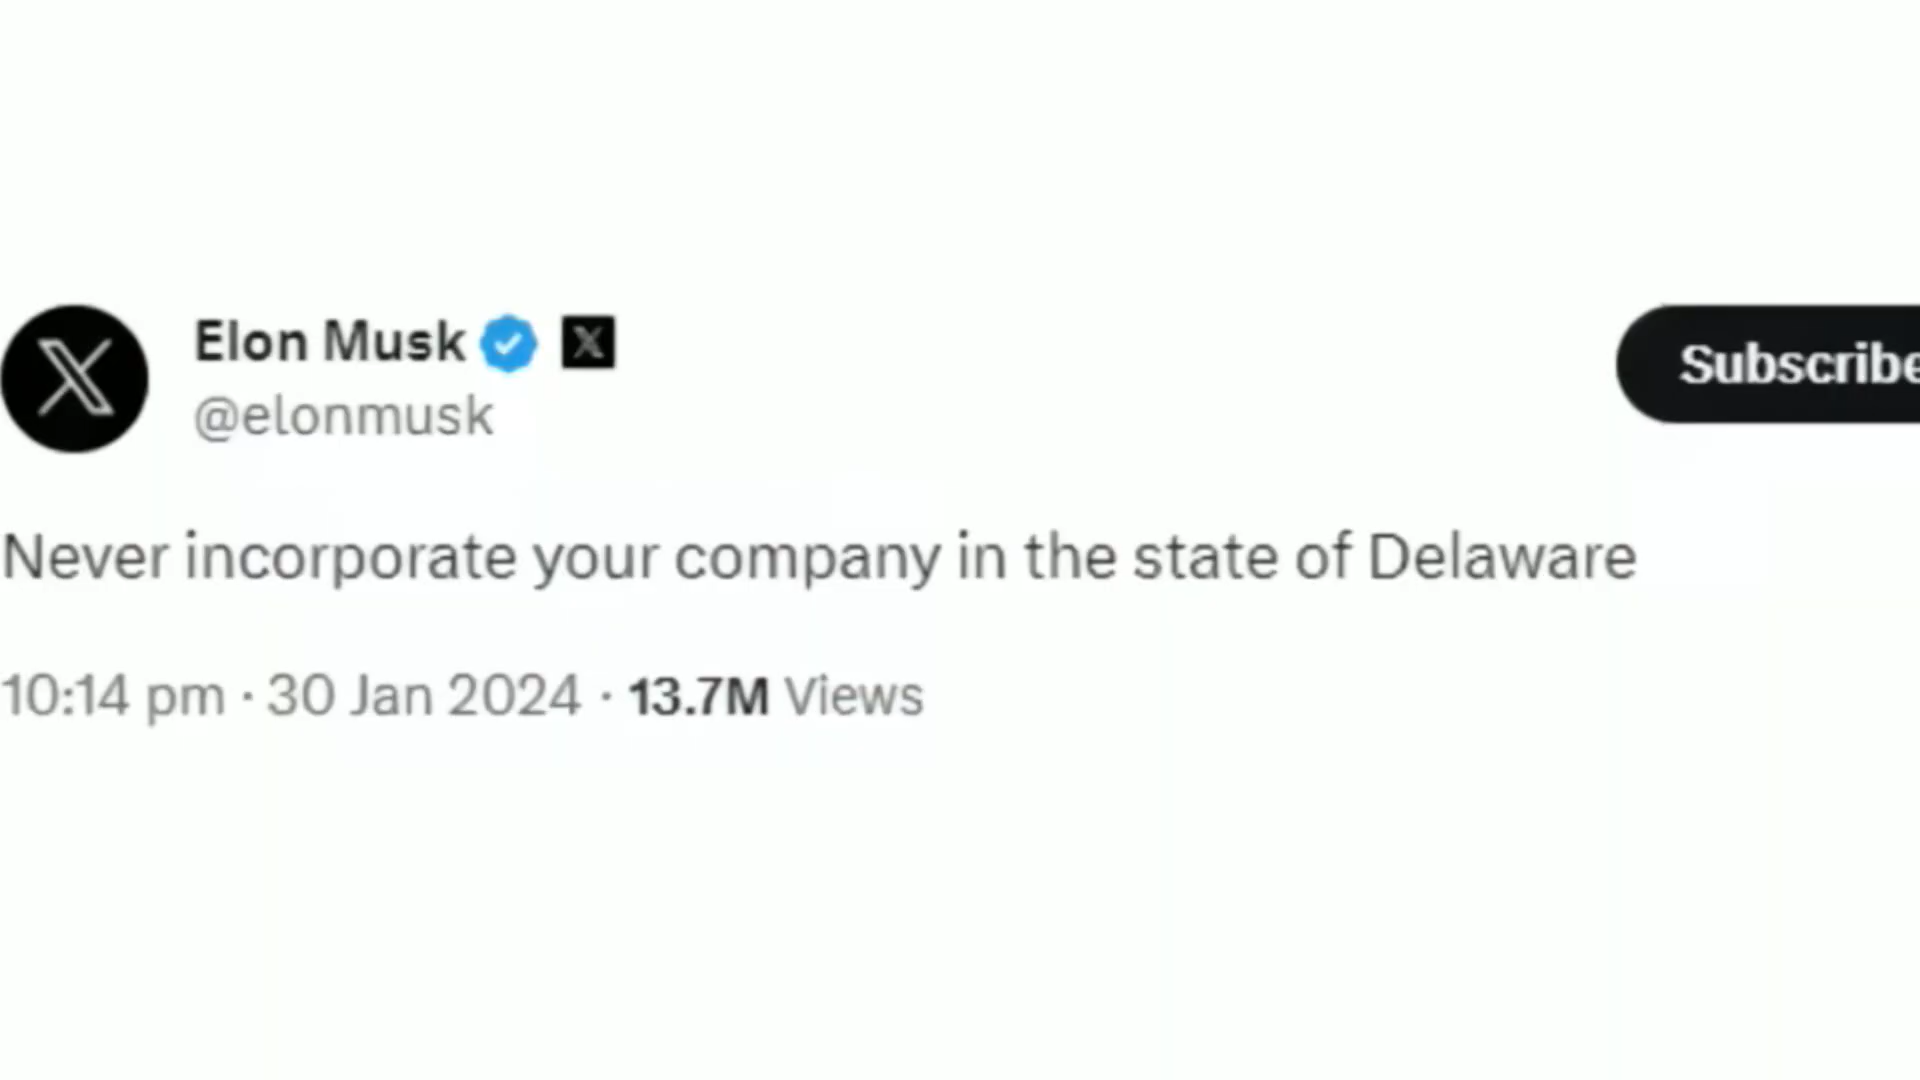 Elon Musk
@elonmusk
Subscribe
Never incorporate your company in the state of Delaware
10:14 pm · 30 Jan 2024 · 13.7M Views